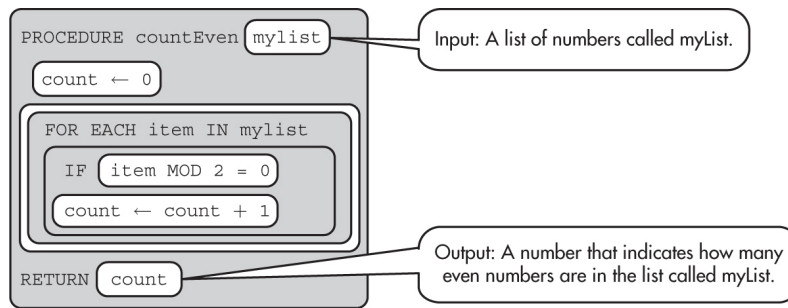 PROCEDURE countEven mylist
Input: A list of numbers called myList.
count ← 0
FOR EACH item IN mylist
IF item MOD 2 = 0
count ← count + 1
RETURN count
Output: A number that indicates how many
even numbers are in the list called myList.